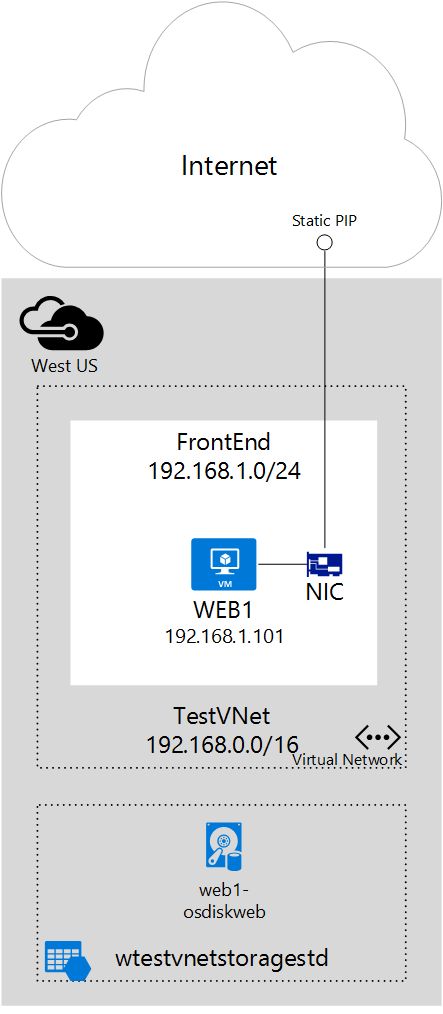 Internet
Static PIP
West US
FrontEnd
192.168.1.0/24
VM
WEB1
192.168.1.101
NIC
TestVNet
192.168.0.0/16
Virtual Network
web1-
osdiskweb
wtestvnetstoragestd